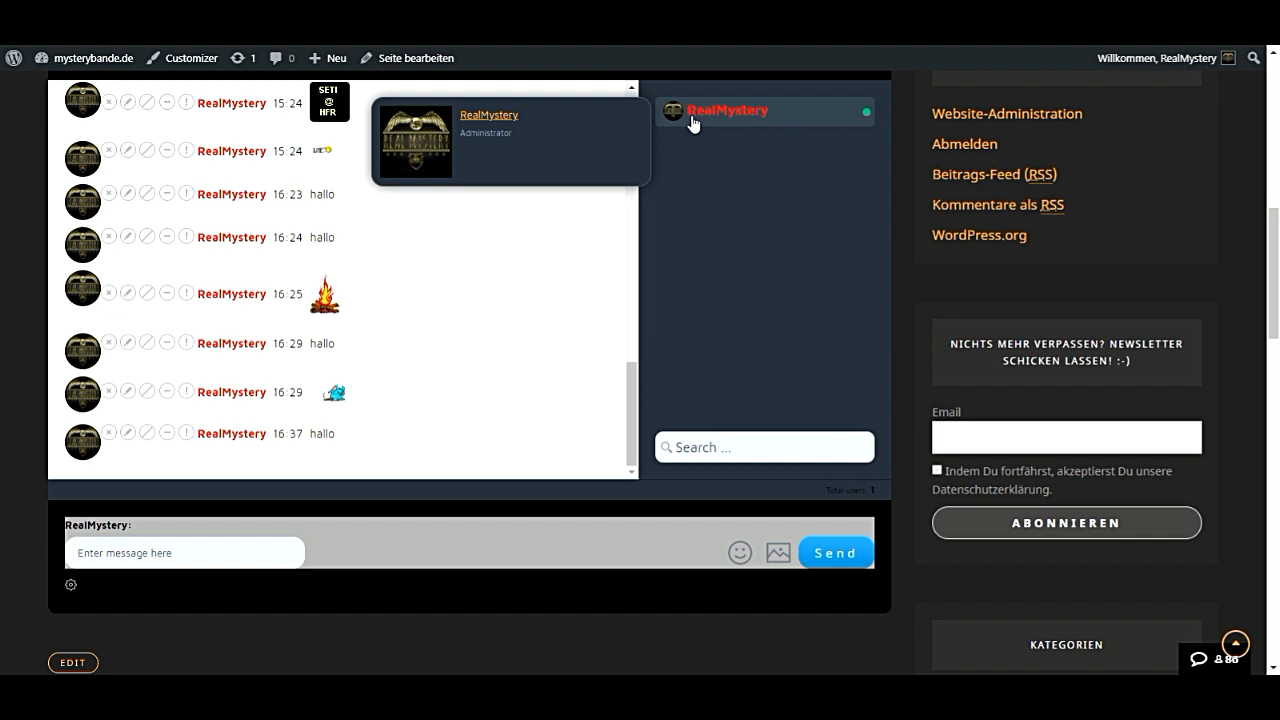 mysterybande.de Customizer 1 0 Neu Seite bearbeiten Willkommen, RealMystery
RealMystery 15:24 SETI
@
HFR
RealMystery 15:24
RealMystery 16:23 hallo
RealMystery 16:24 hallo
RealMystery 16:25
RealMystery 16:29 hallo
RealMystery 16:29
RealMystery 16:37 hallo
REAL MYSTERY
RealMystery
Administrator
RealMystery
Search ...
Total users: 1
RealMystery:
Enter message here
Send
EDIT
Website-Administration
Abmelden
Beitrags-Feed (RSS)
Kommentare als RSS
WordPress.org
NICHTS MEHR VERPASSEN? NEWSLETTER
SCHICKEN LASSEN! :-)
Email
Indem Du fortfährst, akzeptierst Du unsere
Datenschutzerklärung.
ABONNIEREN
KATEGORIEN
86